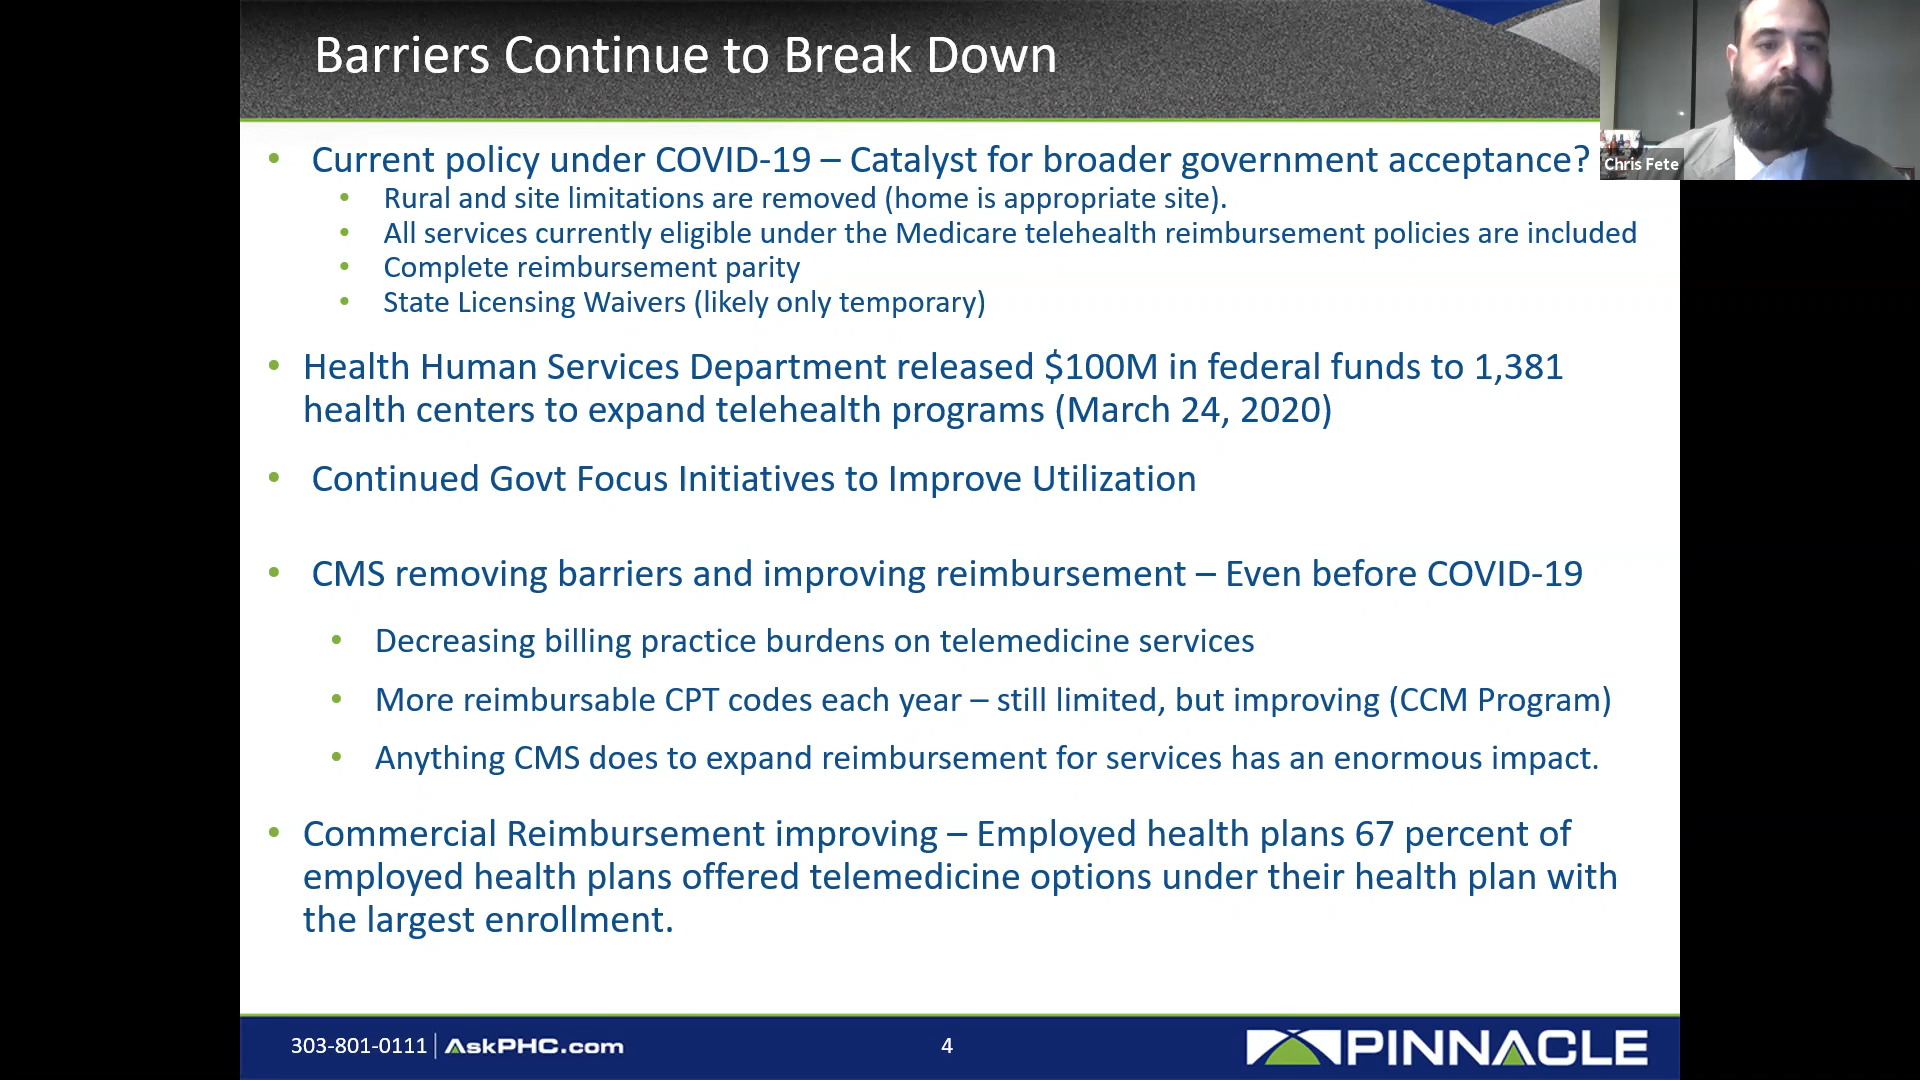 Barriers Continue to Break Down
Chris Fete
• Current policy under COVID-19 – Catalyst for broader government acceptance?
• Rural and site limitations are removed (home is appropriate site).
• All services currently eligible under the Medicare telehealth reimbursement policies are included
• Complete reimbursement parity
• State Licensing Waivers (likely only temporary)
• Health Human Services Department released $100M in federal funds to 1,381
health centers to expand telehealth programs (March 24, 2020)
• Continued Govt Focus Initiatives to Improve Utilization
• CMS removing barriers and improving reimbursement – Even before COVID-19
• Decreasing billing practice burdens on telemedicine services
• More reimbursable CPT codes each year – still limited, but improving (CCM Program)
• Anything CMS does to expand reimbursement for services has an enormous impact.
• Commercial Reimbursement improving – Employed health plans 67 percent of
employed health plans offered telemedicine options under their health plan with
the largest enrollment.
303-801-0111 | AskPHC.com
4
PINNACLE